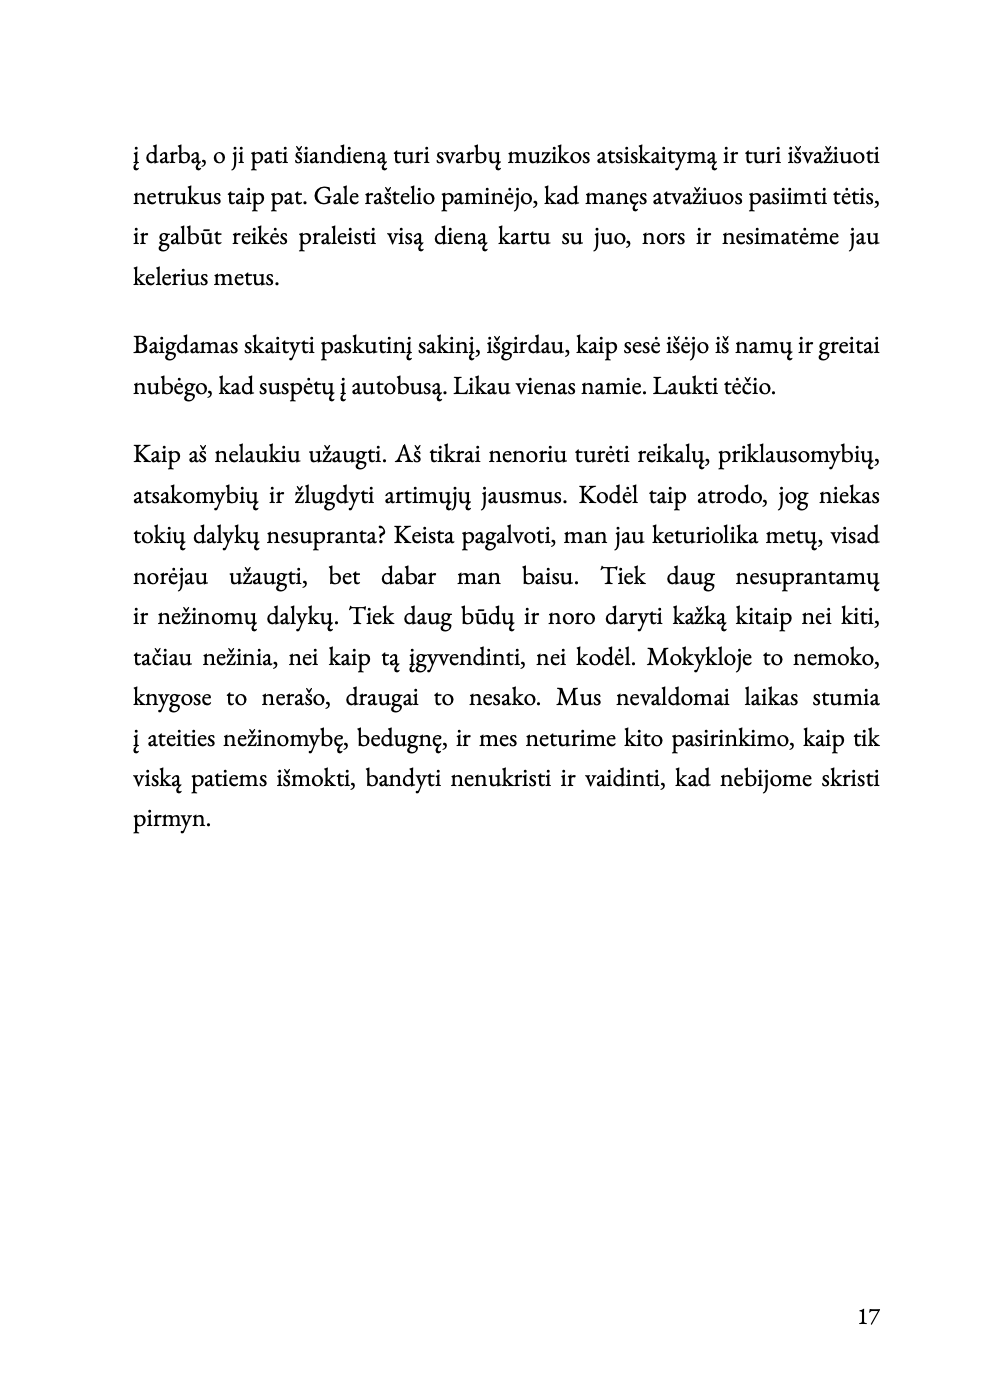 į darbą, o ji pati šiandieną turi svarbų muzikos atsiskaitymą ir turi išvažiuoti
netrukus taip pat. Gale raštelio paminėjo, kad manęs atvažiuos pasiimti tėtis,
ir galbūt reikės praleisti visą dieną kartu su juo, nors ir nesimatėme jau
kelerius metus.
Baigdamas skaityti paskutinį sakinį, išgirdau, kaip sesė išėjo iš namų ir greitai
nubėgo, kad suspėtų į autobusą. Likau vienas namie. Laukti tėčio.
Kaip aš nelaukiu užaugti. Aš tikrai nenoriu turėti reikalų, priklausomybių,
atsakomybių ir žlugdyti artimųjų jausmus. Kodėl taip atrodo, jog niekas
tokių dalykų nesupranta? Keista pagalvoti, man jau keturiolika metų, visad
norėjau užaugti, bet dabar man baisu. Tiek daug nesuprantamų
ir nežinomų dalykų. Tiek daug būdų ir noro daryti kažką kitaip nei kiti,
tačiau nežinia, nei kaip tą įgyvendinti, nei kodėl. Mokykloje to nemoko,
knygose to nerašo, draugai to nesako. Mus nevaldomai laikas stumia
į ateities nežinomybę, bedugnę, ir mes neturime kito pasirinkimo, kaip tik
viską patiems išmokti, bandyti nenukristi ir vaidinti, kad nebijome skristi
pirmyn.
17